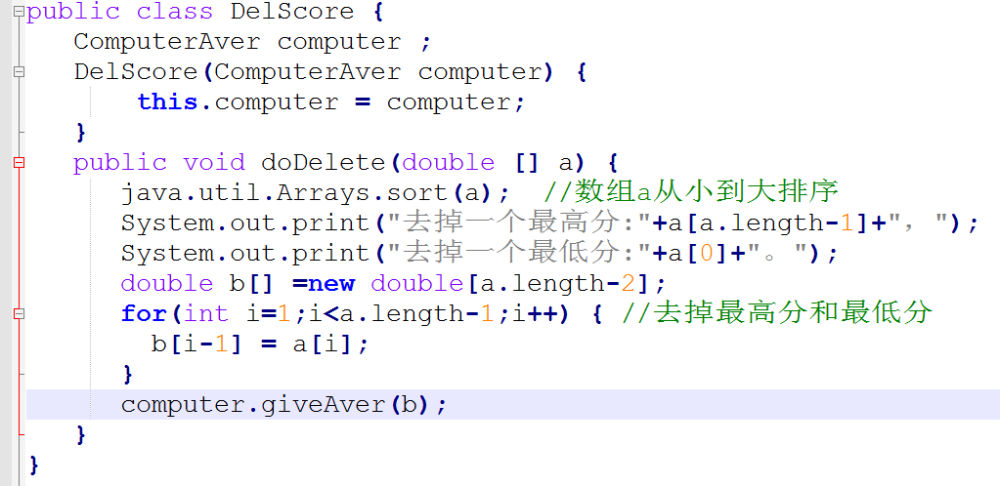 public class DelScore {
ComputerAver computer ;
DelScore(ComputerAver computer) {
this.computer = computer;
}
public void doDelete(double [] a) {
java.util.Arrays.sort(a);  //数组a从小到大排序
System.out.print("去掉一个最高分:"+a[a.length-1]+"，");
System.out.print("去掉一个最低分:"+a[0]+"。");
double b[] =new double[a.length-2];
for(int i=1;i<a.length-1;i++) { //去掉最高分和最低分
b[i-1] = a[i];
}
computer.giveAver(b);
}
}